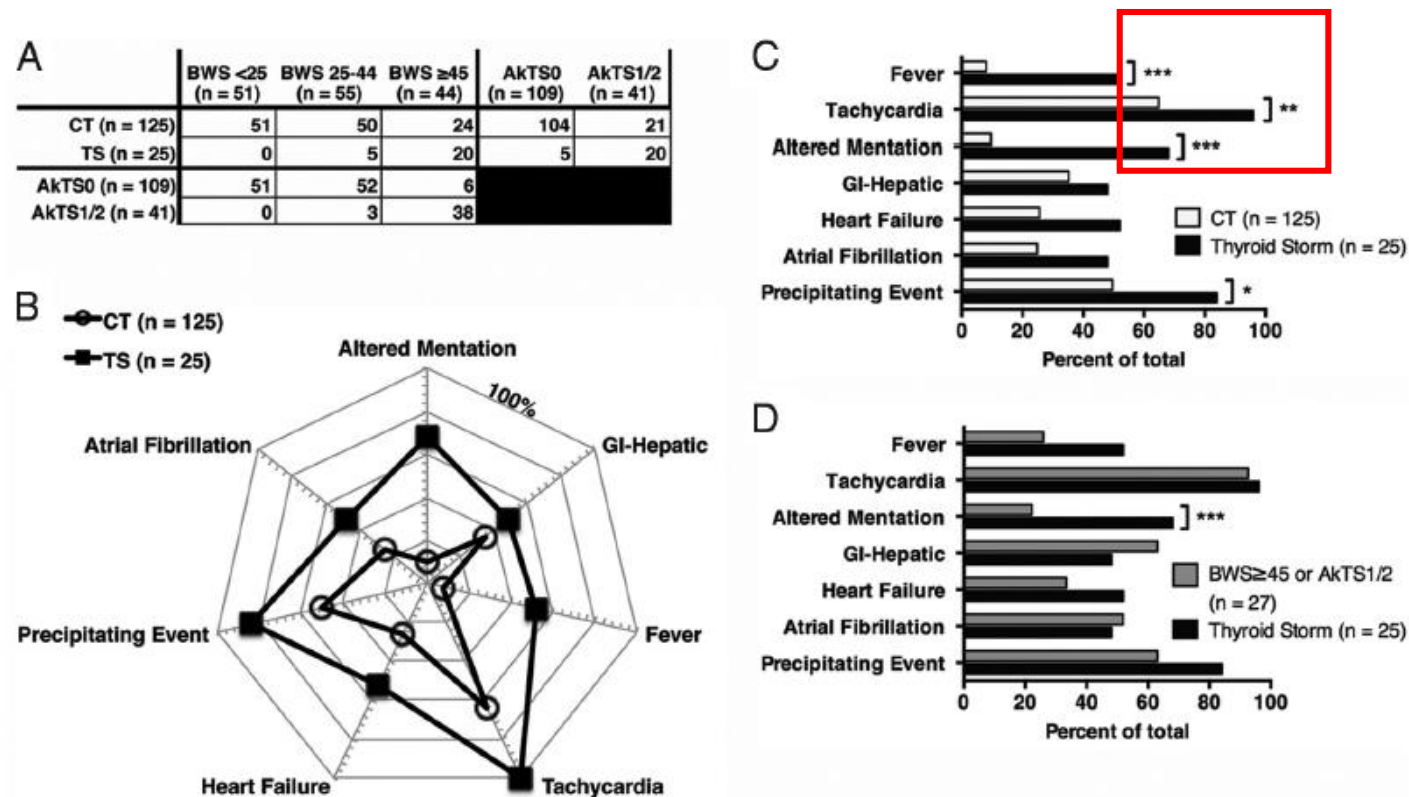 A
BWS <25 BWS 25-44 BWS ≥45 AkTS0 AkTS1/2
(n = 51) (n = 55) (n = 44) (n = 109) (n = 41)
CT (n = 125) 51 50 24 104 21
TS (n = 25) 0 5 20 5 20
AkTS0 (n = 109) 51 52 6
AkTS1/2 (n = 41) 0 3 38
B
CT (n = 125)
TS (n = 25)
Altered Mentation
100%
Atrial Fibrillation
GI-Hepatic
Precipitating Event
Fever
Heart Failure
Tachycardia
C
Fever
***
Tachycardia
**
Altered Mentation
***
GI-Hepatic
Heart Failure
Atrial Fibrillation
Precipitating Event
*
CT (n = 125)
Thyroid Storm (n = 25)
0 20 40 60 80 100
Percent of total
D
Fever
Tachycardia
Altered Mentation
***
GI-Hepatic
Heart Failure
Atrial Fibrillation
Precipitating Event
BWS≥45 or AkTS1/2
(n = 27)
Thyroid Storm (n = 25)
0 20 40 60 80 100
Percent of total